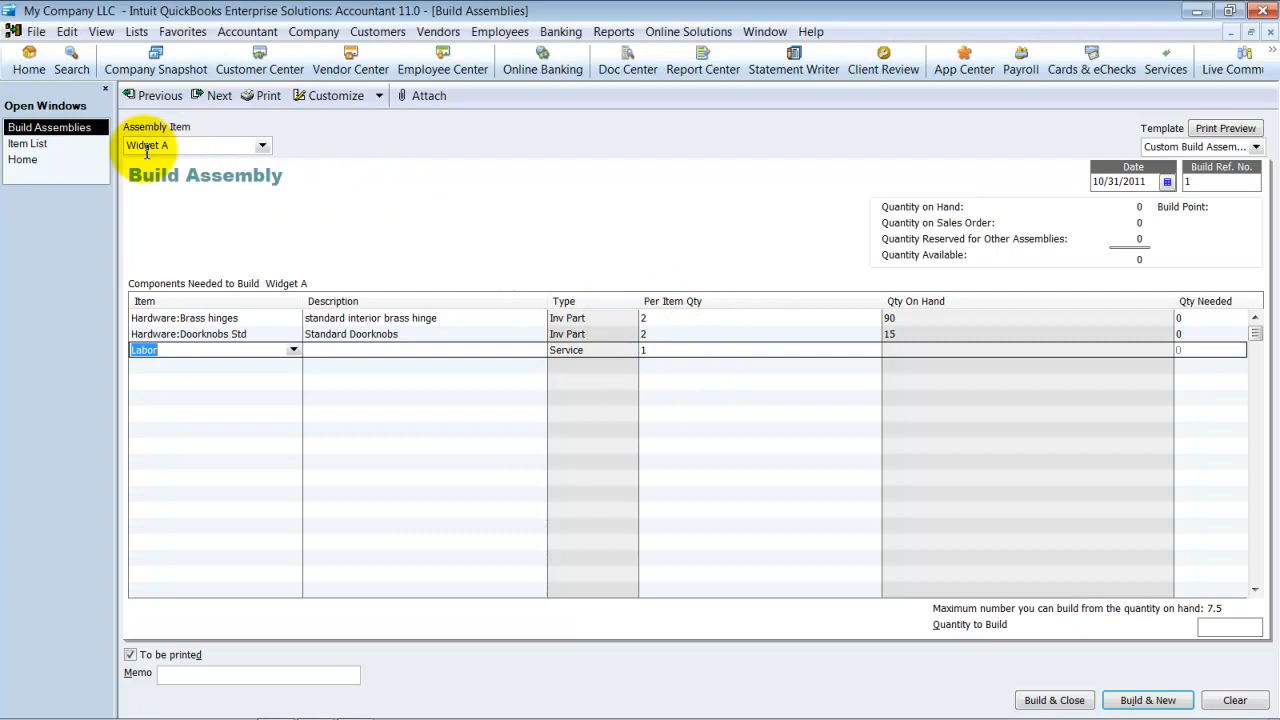 My Company LLC - Intuit QuickBooks Enterprise Solutions: Accountant 11.0 - [Build Assemblies]
File Edit View Lists Favorites Accountant Company Customers Vendors Employees Banking Reports Online Solutions Window Help
Home Search Company Snapshot Customer Center Vendor Center Employee Center Online Banking Doc Center Report Center Statement Writer Client Review App Center Payroll Cards & eChecks Services Live Commu
Open Windows
Build Assemblies
Item List
Home
Previous Next Print Customize Attach
Assembly Item
Widget A
Template Print Preview
Custom Build Assem...
Build Assembly
Date Build Ref. No.
10/31/2011 1
Quantity on Hand: 0 Build Point:
Quantity on Sales Order: 0
Quantity Reserved for Other Assemblies: 0
Quantity Available: 0
Components Needed to Build Widget A
Item Description Type Per Item Qty Qty On Hand Qty Needed
Hardware:Brass hinges standard interior brass hinge Inv Part 2 90 0
Hardware:Doorknobs Std Standard Doorknobs Inv Part 2 15 0
Labor Service 1 0
Maximum number you can build from the quantity on hand: 7.5
Quantity to Build
To be printed
Memo
Build & Close Build & New Clear